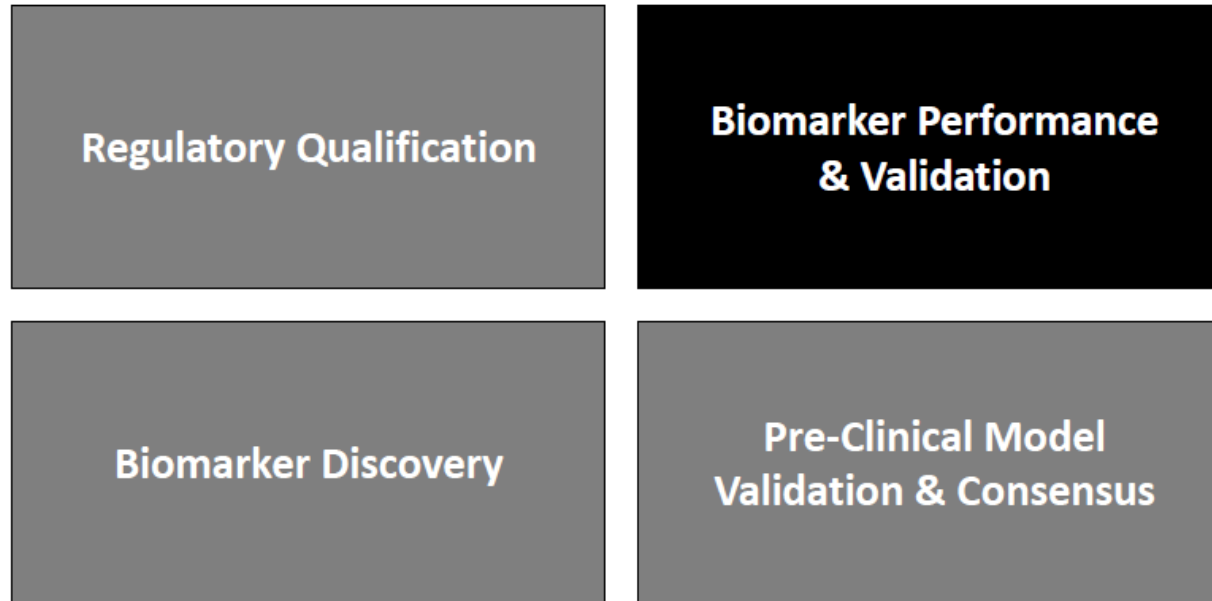 Regulatory Qualification
Biomarker Performance
& Validation
Biomarker Discovery
Pre-Clinical Model
Validation & Consensus